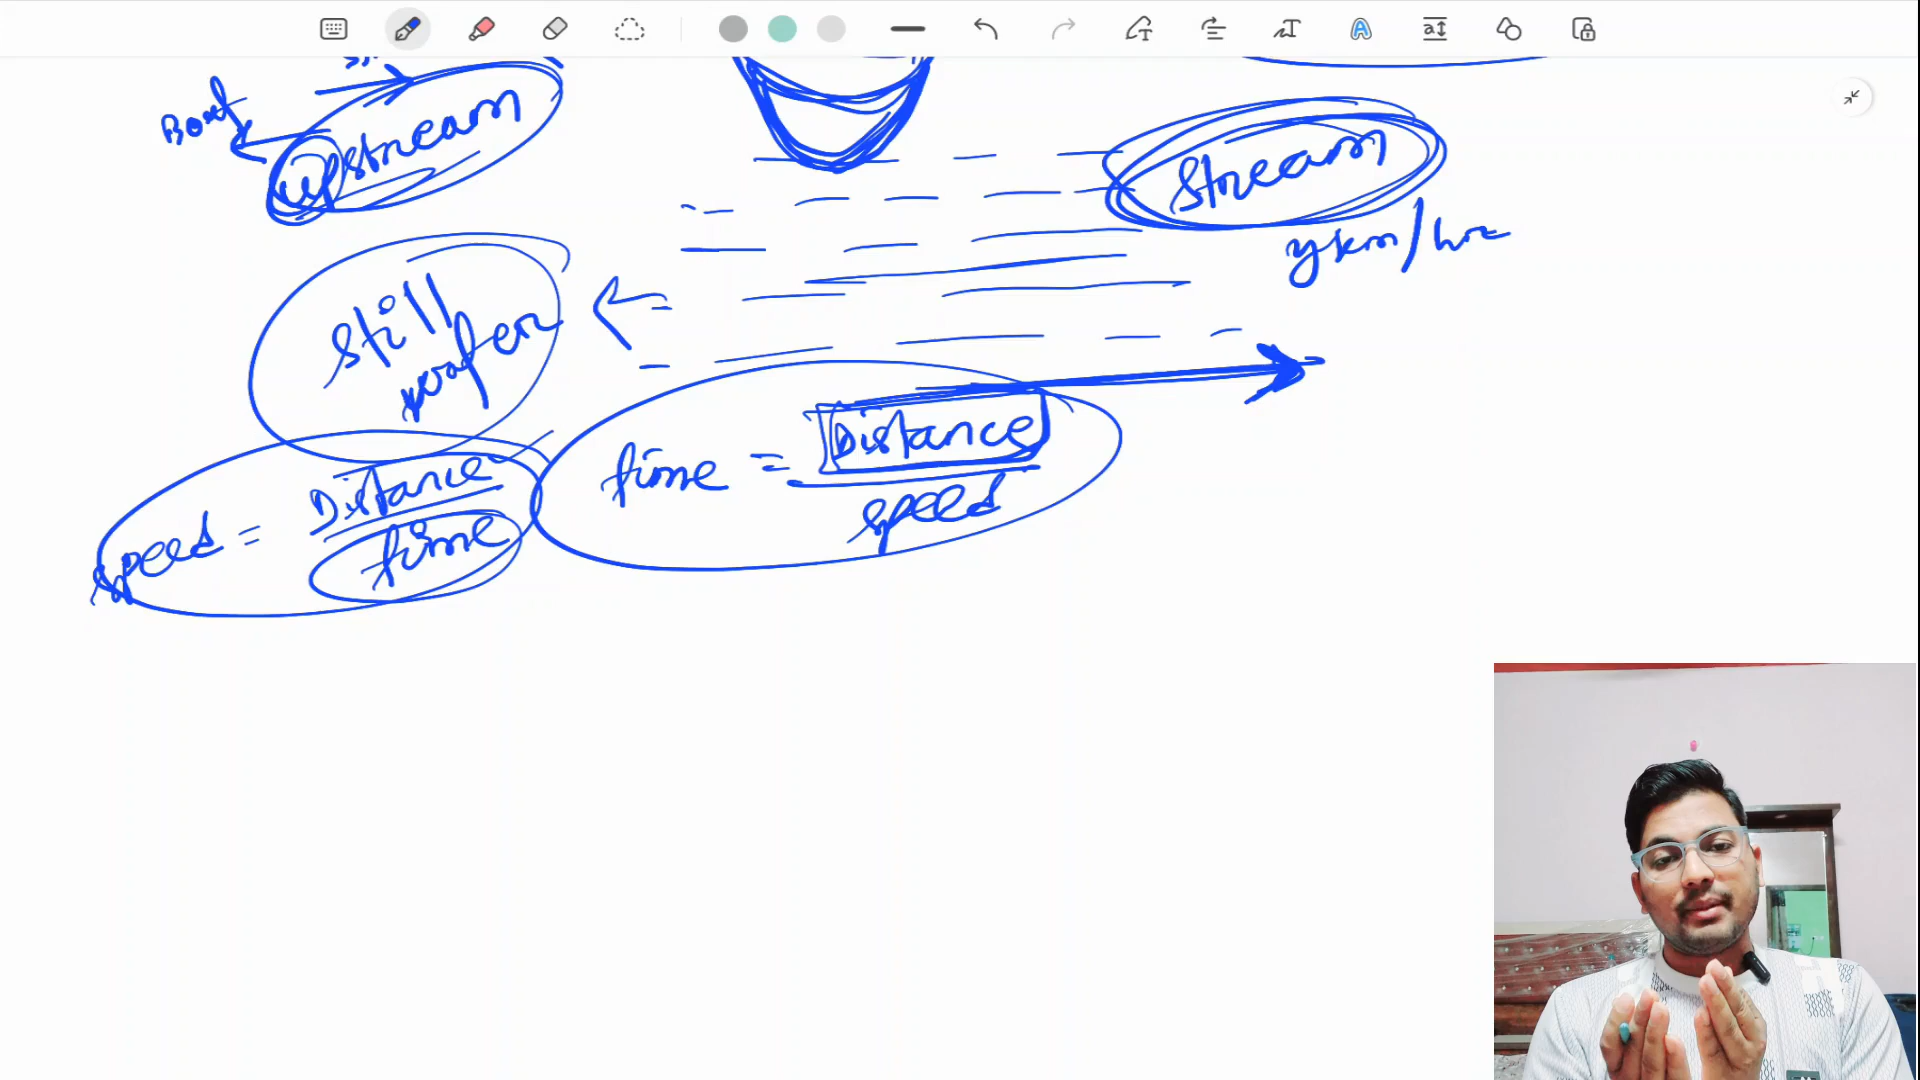 Boat
upstream
Stream
y km/hr
still
water
time = Distance
speed
speed = Distance
time